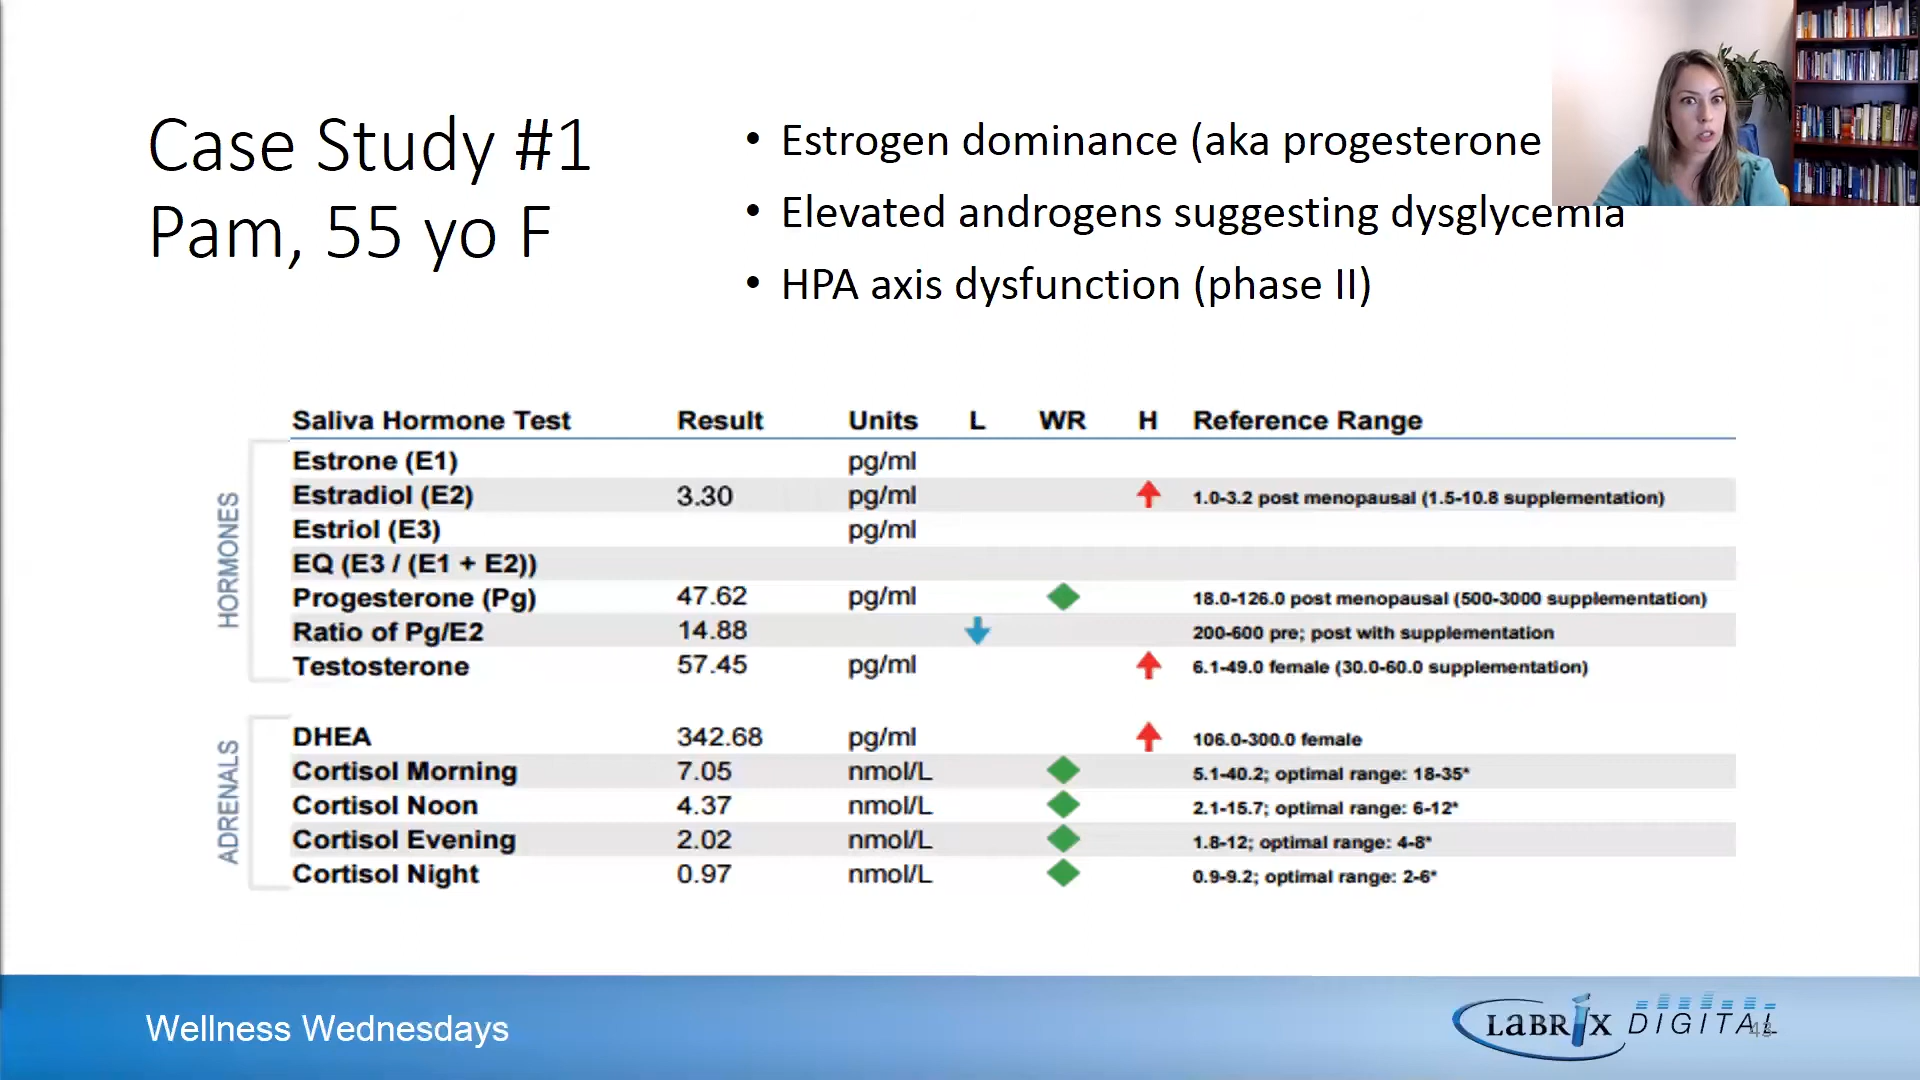 Case Study #1
Pam, 55 yo F
• Estrogen dominance (aka progesterone
• Elevated androgens suggesting dysglycemia
• HPA axis dysfunction (phase II)
Saliva Hormone Test Result Units L WR H Reference Range
HORMONES
Estrone (E1) pg/ml
Estradiol (E2) 3.30 pg/ml 1.0-3.2 post menopausal (1.5-10.8 supplementation)
Estriol (E3) pg/ml
EQ (E3 / (E1 + E2))
Progesterone (Pg) 47.62 pg/ml 18.0-126.0 post menopausal (500-3000 supplementation)
Ratio of Pg/E2 14.88 200-600 pre; post with supplementation
Testosterone 57.45 pg/ml 6.1-49.0 female (30.0-60.0 supplementation)
ADRENALS
DHEA 342.68 pg/ml 106.0-300.0 female
Cortisol Morning 7.05 nmol/L 5.1-40.2; optimal range: 18-35*
Cortisol Noon 4.37 nmol/L 2.1-15.7; optimal range: 6-12*
Cortisol Evening 2.02 nmol/L 1.8-12; optimal range: 4-8*
Cortisol Night 0.97 nmol/L 0.9-9.2; optimal range: 2-6*
Wellness Wednesdays
LABRIX DIGITAL
43